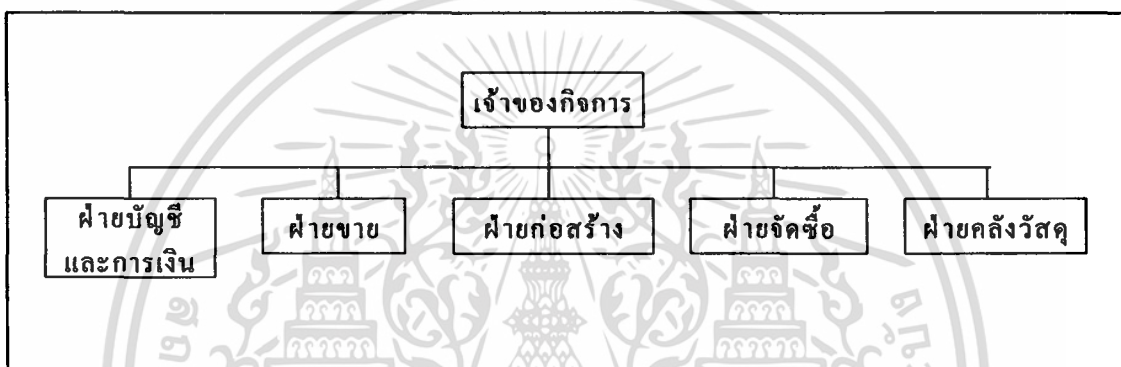 เจ้าของกิจการ
ฝ่ายบัญชี
และการเงิน
ฝ่ายขาย
ฝ่ายก่อสร้าง
ฝ่ายจัดซื้อ
ฝ่ายคลังวัสดุ